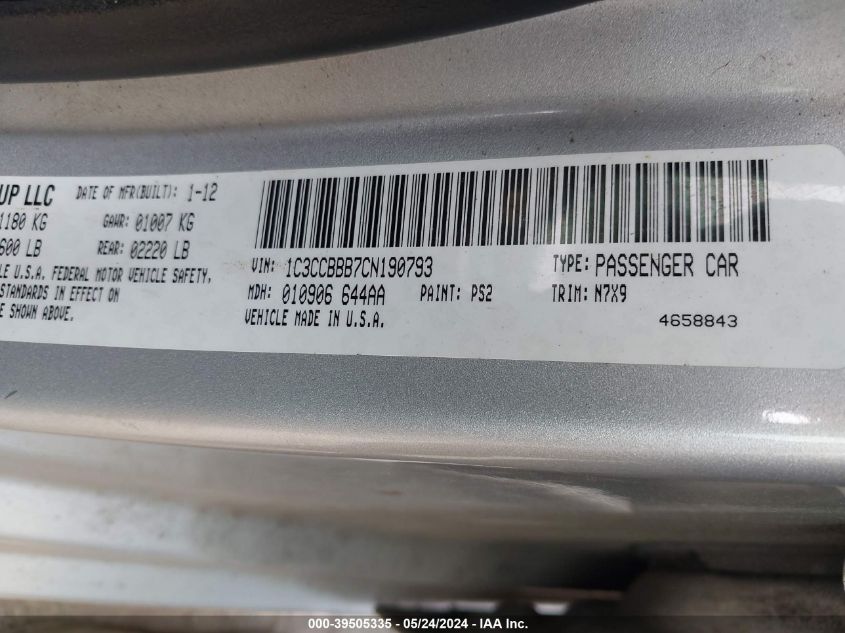 UP LLC DATE OF MFR(BUILT): 1-12
1180 KG GAWR: 01007 KG
600 LB REAR: 02220 LB
LE U.S.A. FEDERAL MOTOR VEHICLE SAFETY,
STANDARDS IN EFFECT ON
E SHOWN ABOVE.
VIN: 1C3CCBBB7CN190793 TYPE: PASSENGER CAR
MDH: 010906 644AA PAINT: PS2 TRIM: N7X9
VEHICLE MADE IN U.S.A. 4658843
000-39505335 - 05/24/2024 - IAA Inc.